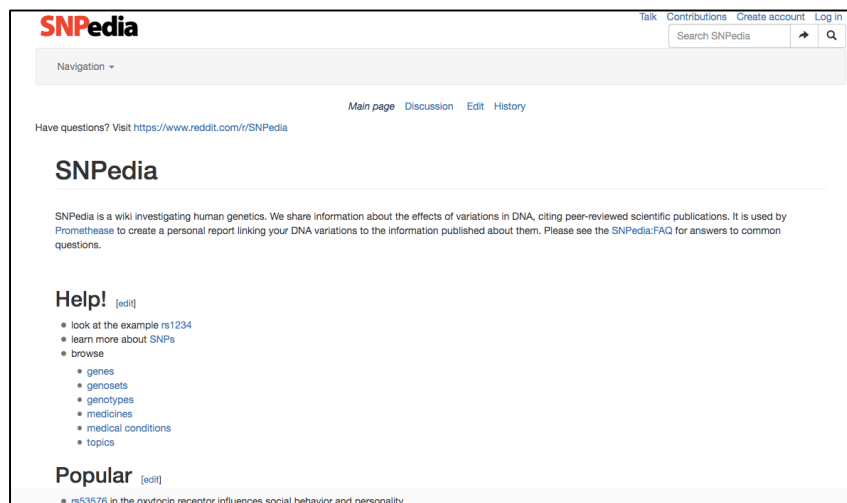 SNPedia
Talk Contributions Create account Log in
Search SNPedia
Navigation
Main page Discussion Edit History
Have questions? Visit https://www.reddit.com/r/SNPedia
SNPedia
SNPedia is a wiki investigating human genetics. We share information about the effects of variations in DNA, citing peer-reviewed scientific publications. It is used by
Promethease to create a personal report linking your DNA variations to the information published about them. Please see the SNPedia:FAQ for answers to common
questions.
Help! [edit]
look at the example rs1234
learn more about SNPs
browse
genes
genosets
genotypes
medicines
medical conditions
topics
Popular [edit]
rs53576 in the oxytocin receptor influences social behavior and personality